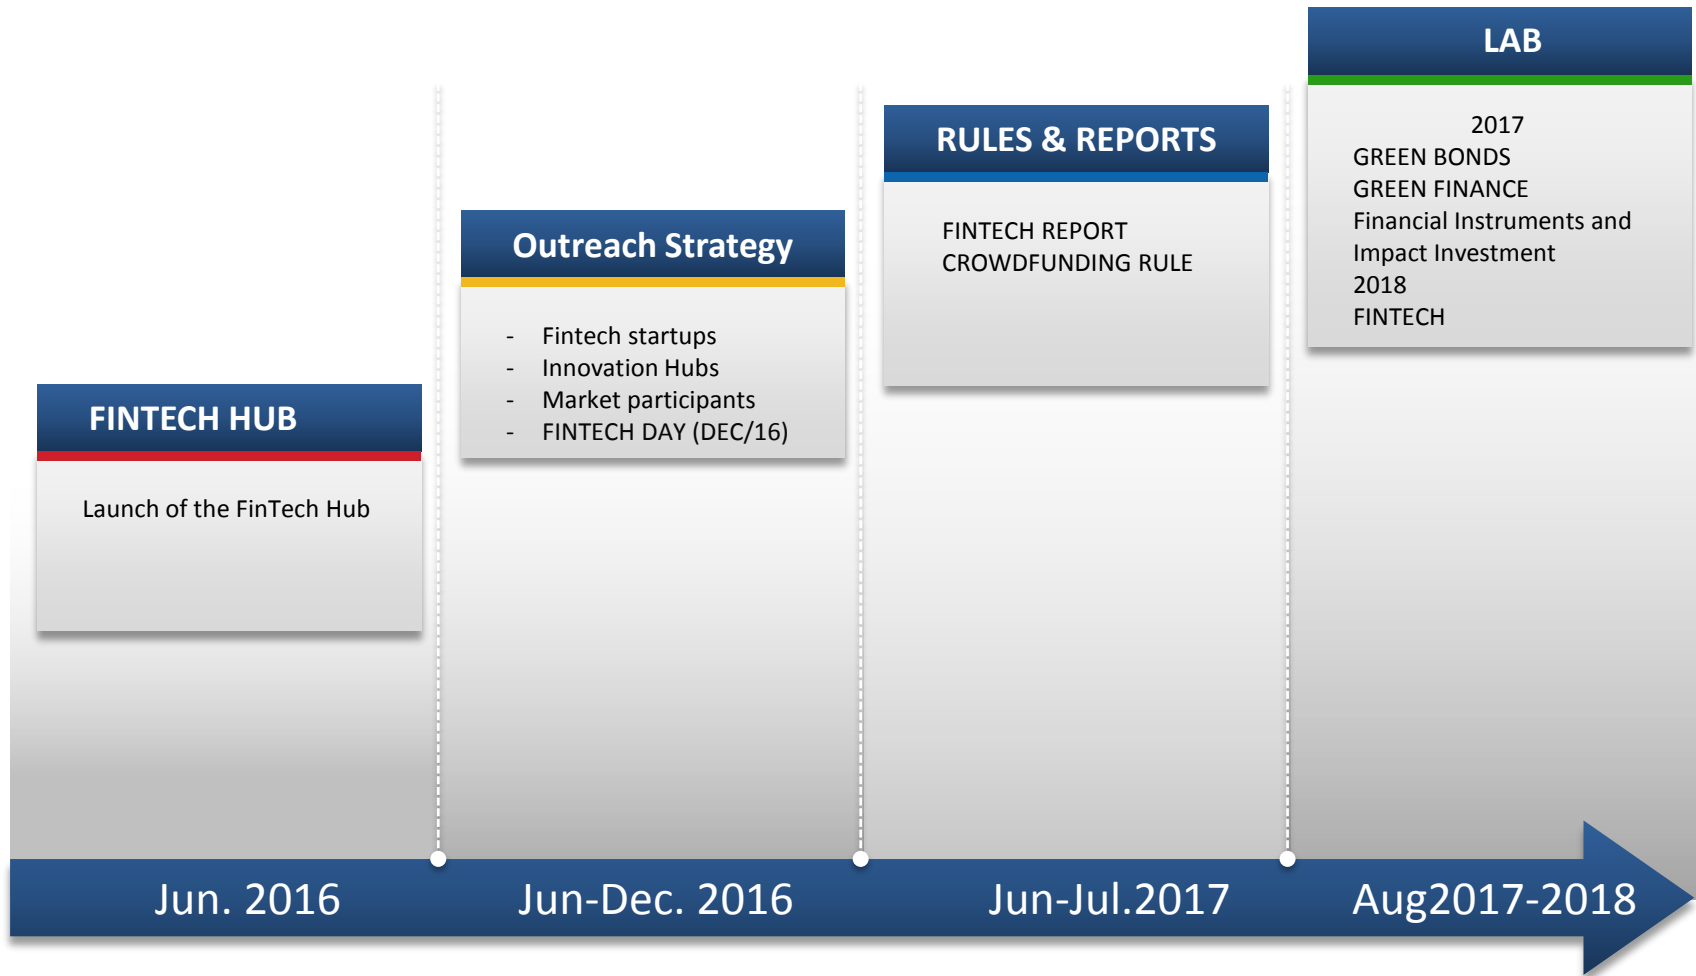 FINTECH HUB
Launch of the FinTech Hub
Outreach Strategy
- Fintech startups
- Innovation Hubs
- Market participants
- FINTECH DAY (DEC/16)
RULES & REPORTS
FINTECH REPORT
CROWDFUNDING RULE
LAB
2017
GREEN BONDS
GREEN FINANCE
Financial Instruments and
Impact Investment
2018
FINTECH
Jun. 2016
Jun-Dec. 2016
Jun-Jul.2017
Aug2017-2018